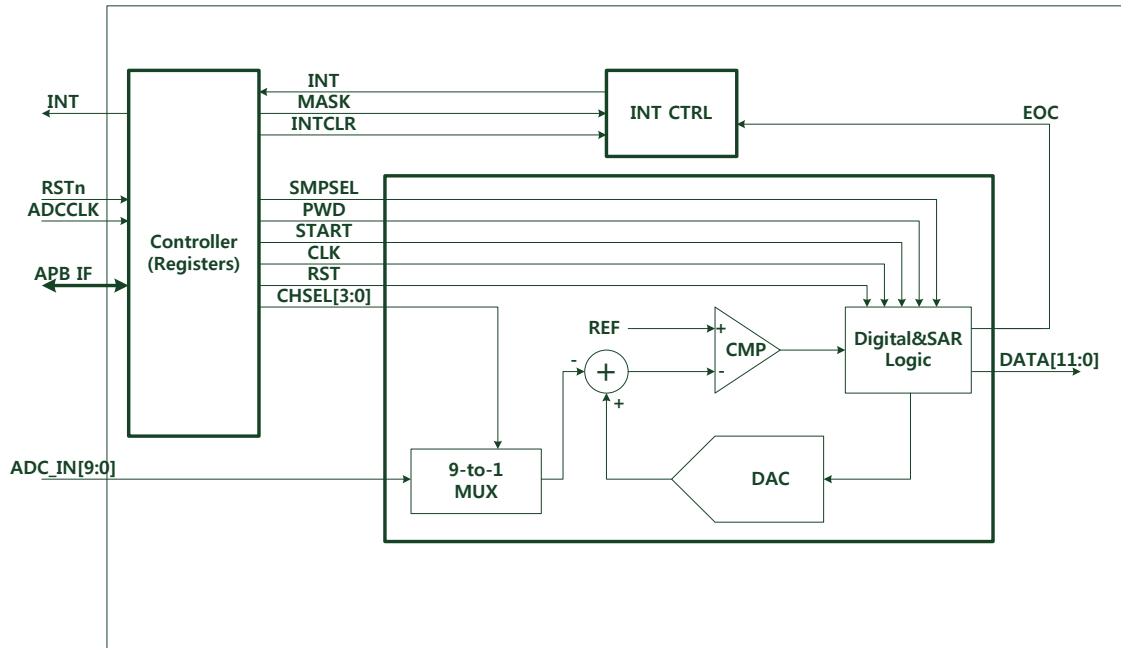 INT
MASK
INTCLR
INT
INT CTRL
EOC
RSTn
ADCCLK
APB IF
Controller
(Registers)
SMPSEL
PWD
START
CLK
RST
CHSEL[3:0]
REF
+
-
CMP
-
+
+
Digital&SAR
Logic
DATA[11:0]
ADC_IN[9:0]
9-to-1
MUX
DAC